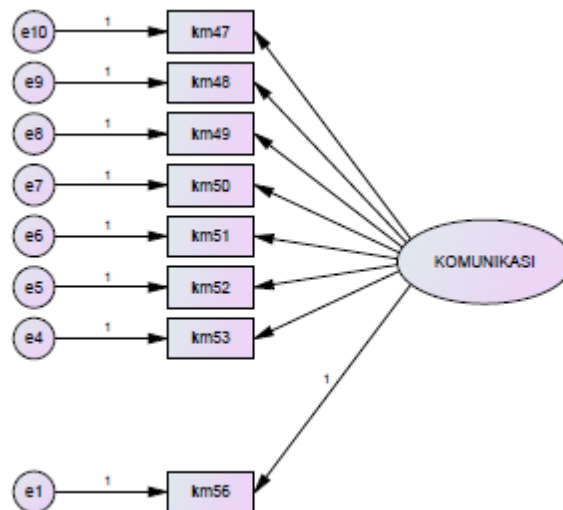 e10 1 km47
e9 1 km48
e8 1 km49
e7 1 km50
e6 1 km51
KOMUNIKASI
e5 1 km52
e4 1 km53
1
e1 1 km56